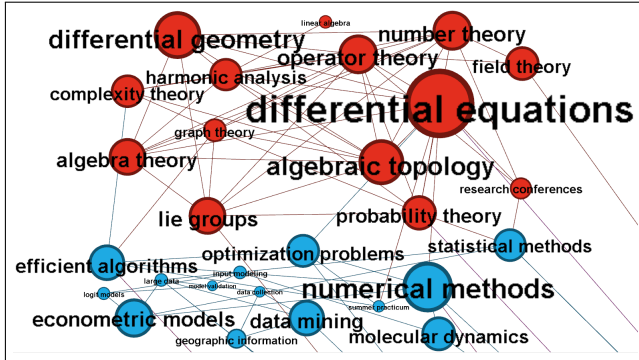 linear algebra
differential geometry
number theory
operator theory
harmonic analysis
field theory
complexity theory
differential equations
graph theory
algebra theory
algebraic topology
research conferences
lie groups
probability theory
statistical methods
optimization problems
efficient algorithms
input modeling
large data
model validation
logit models
data collection
numerical methods
summer practicum
econometric models
data mining
geographic information
molecular dynamics